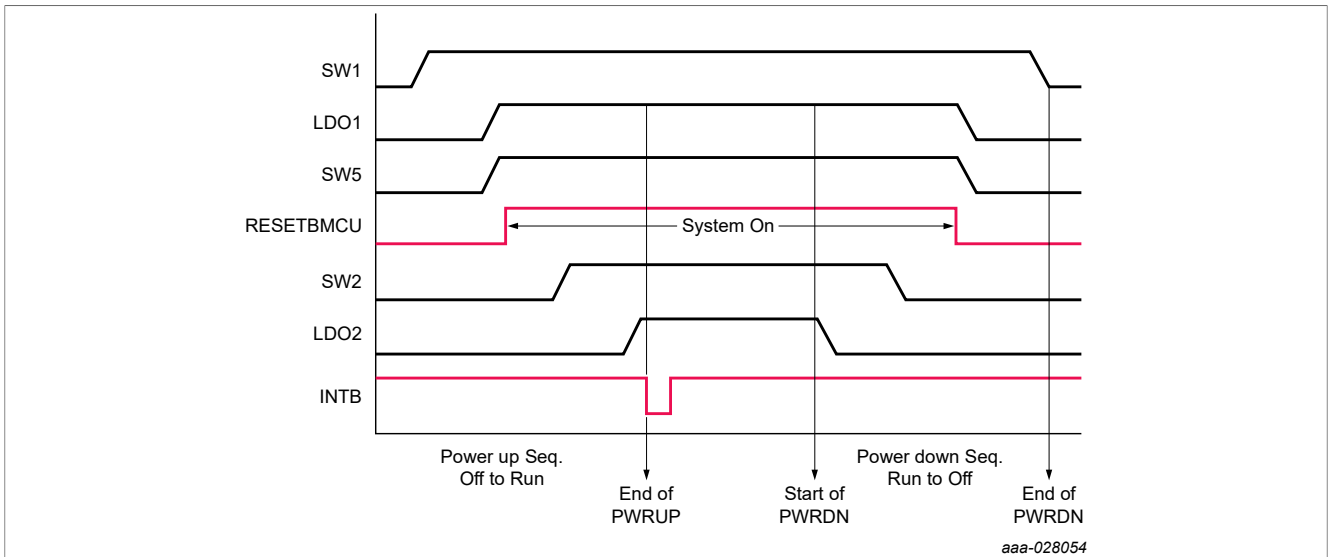 SW1
LDO1
SW5
RESETBMCU
System On
SW2
LDO2
INTB
Power up Seq.
Off to Run
Power down Seq.
Run to Off
End of
PWRUP
Start of
PWRDN
End of
PWRDN
aaa-028054